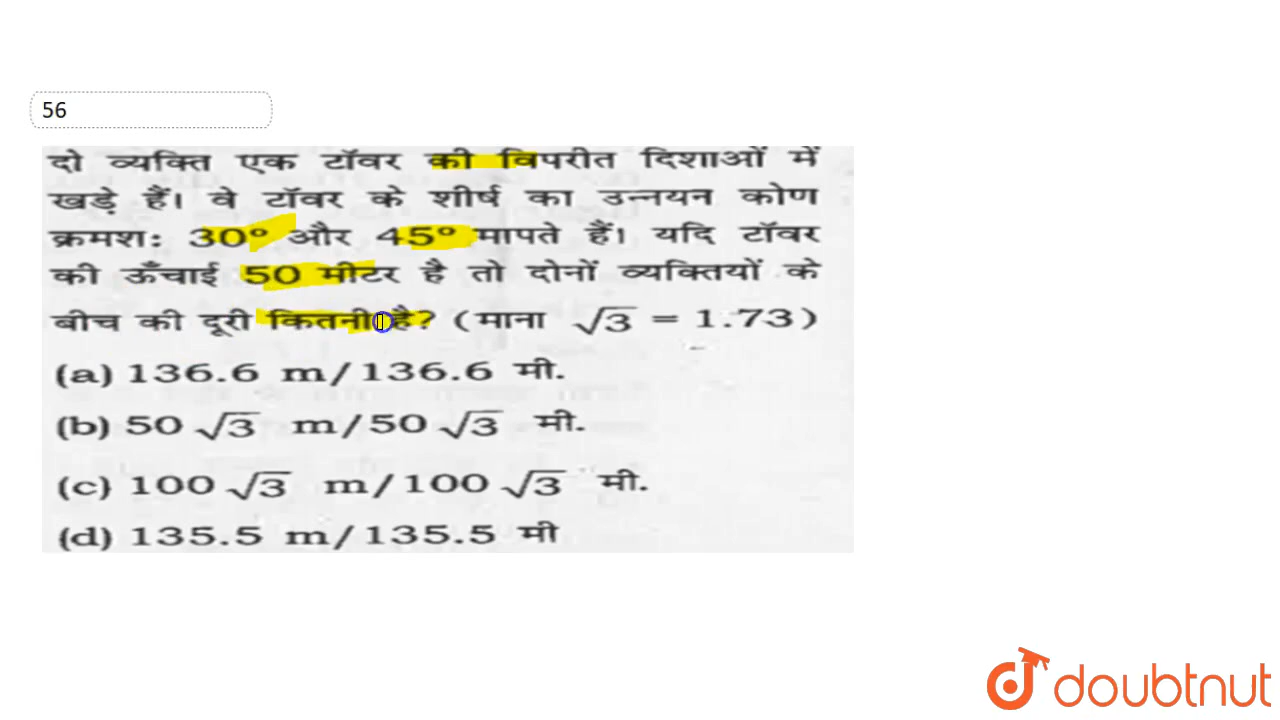 56
दो व्यक्ति एक टॉवर की विपरीत दिशाओं में
खड़े हैं। वे टॉवर के शीर्ष का उन्नयन कोण
क्रमशः 30° और 45° मापते हैं। यदि टॉवर
की ऊँचाई 50 मीटर है तो दोनों व्यक्तियों के
बीच की दूरी कितनी है? (माना √3 = 1.73)
(a) 136.6 m/136.6 मी.
(b) 50 √3 m/50 √3 मी.
(c) 100 √3 m/100 √3 मी.
(d) 135.5 m/135.5 मी
doubtnut